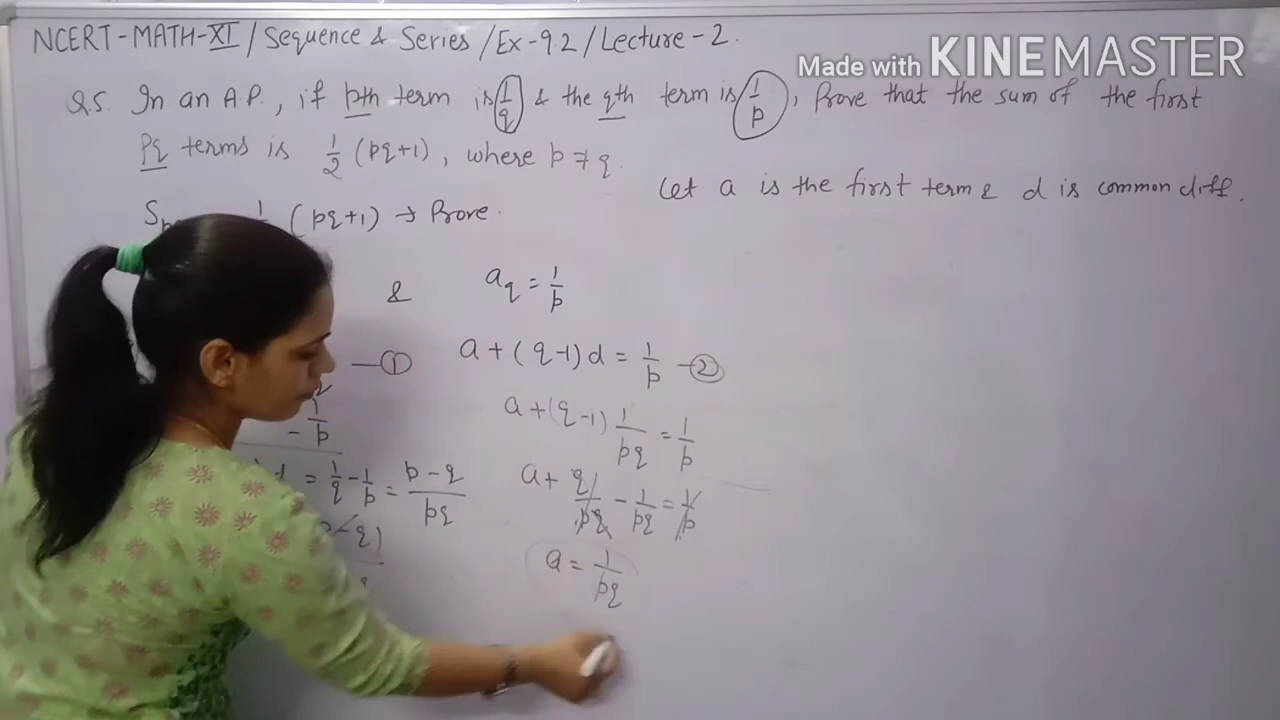 NCERT-MATH-XI / Sequence & Series / Ex-9.2 / Lecture-2.
Made with KINEMASTER
Q5. In an A.P., if pth term is 1/q & the qth term is 1/p, Prove that the sum of the first
pq terms is 1/2 (pq+1), where p ≠ q.
Let a is the first term & d is common diff.
(pq+1) → Prove.
& a_q = 1/p
—① a + (q-1)d = 1/p —②
- 1/p
a + (q-1) 1/pq = 1/p
d = 1/q - 1/p = p-q/pq
a + q/pq - 1/pq = 1/p
q)
a = 1/pq